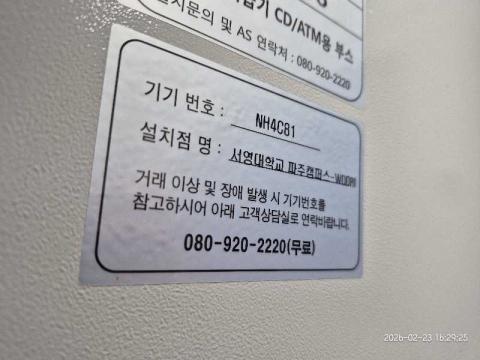 CD/ATM용 부스
및 AS 연락처 : 080-920-2220
기기 번호 : NH4C81
설치점 명 : 서영대학교 파주캠퍼스-WOORI
거래 이상 및 장애 발생 시 기기번호를
참고하시어 아래 고객상담실로 연락바랍니다.
080-920-2220(무료)
2026-02-23 16:29:25